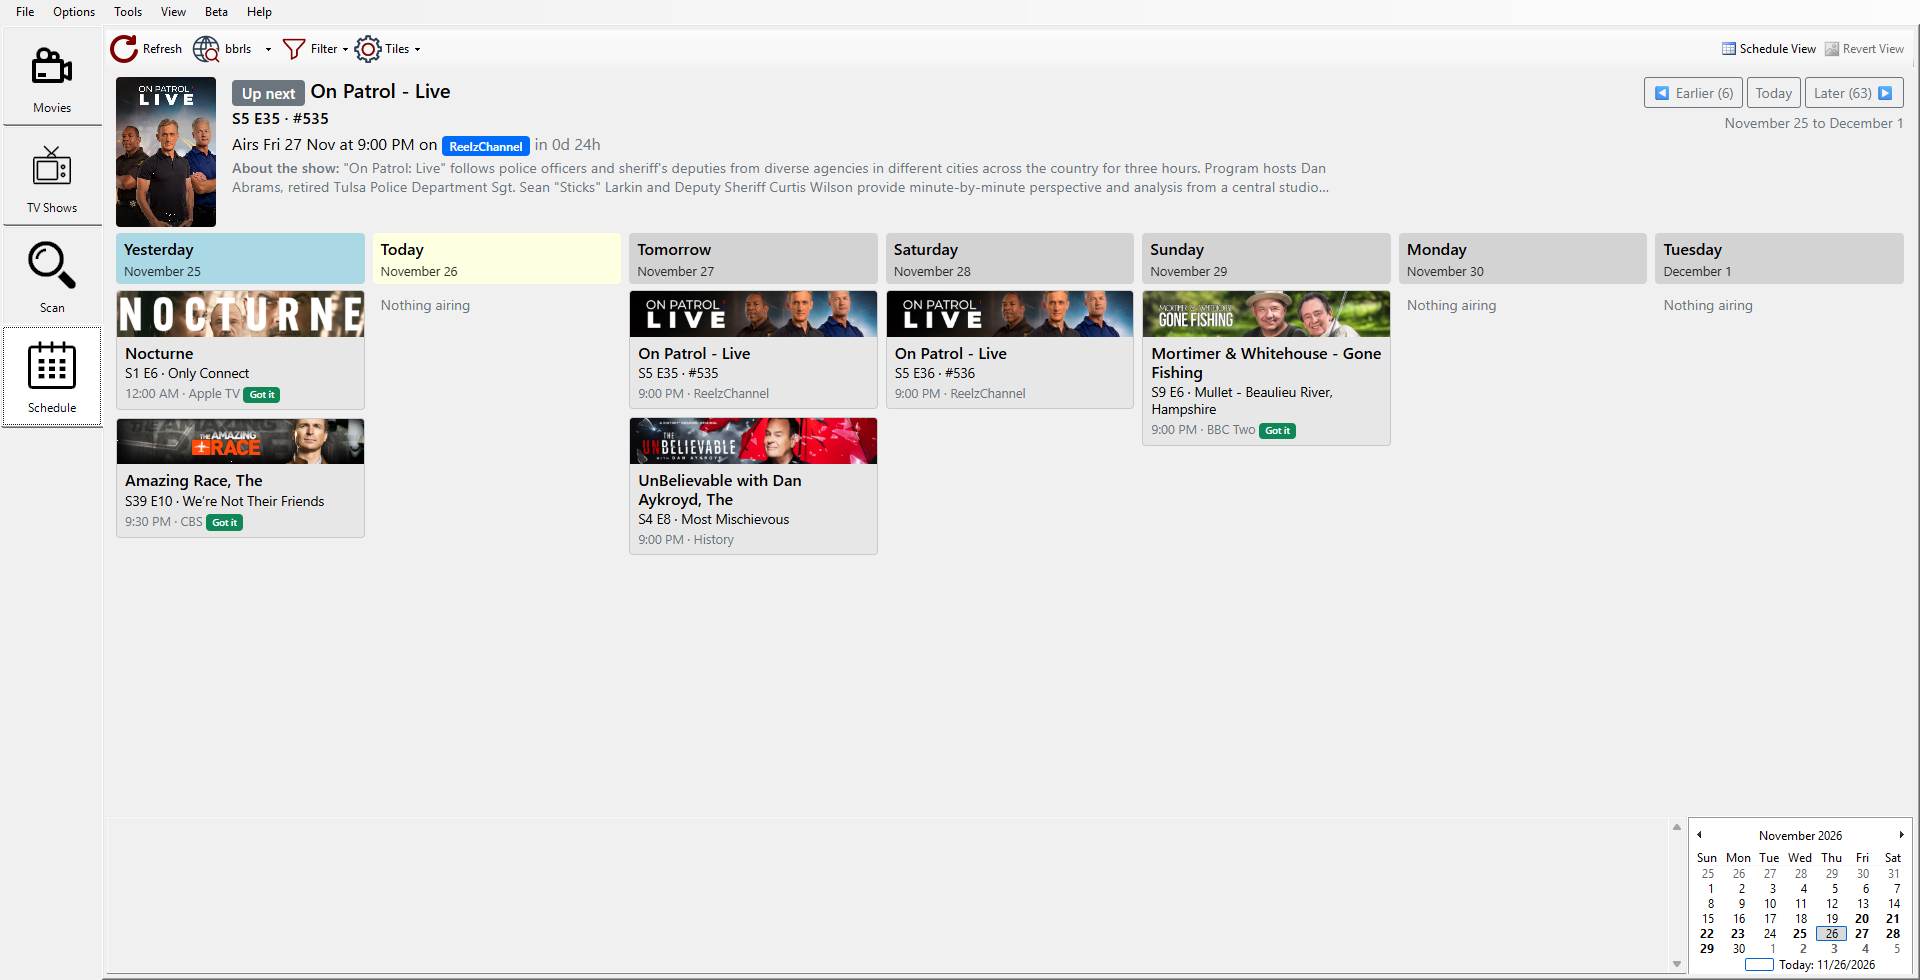 File Options Tools View Beta Help
Refresh bbrls Filter Tiles Schedule View Revert View
Movies
TV Shows
Scan
Schedule
ON PATROL
LIVE
Up next On Patrol - Live
S5 E35 · #535
Airs Fri 27 Nov at 9:00 PM on ReelzChannel in 0d 24h
About the show: "On Patrol: Live" follows police officers and sheriff's deputies from diverse agencies in different cities across the country for three hours. Program hosts Dan
Abrams, retired Tulsa Police Department Sgt. Sean "Sticks" Larkin and Deputy Sheriff Curtis Wilson provide minute-by-minute perspective and analysis from a central studio...
Earlier (6) Today Later (63)
November 25 to December 1
Yesterday
November 25
NOCTURNE
Nocturne
S1 E6 · Only Connect
12:00 AM · Apple TV Got it
THE AMAZING
RACE
Amazing Race, The
S39 E10 · We're Not Their Friends
9:30 PM · CBS Got it
Today
November 26
Nothing airing
Tomorrow
November 27
ON PATROL
LIVE
On Patrol - Live
S5 E35 · #535
9:00 PM · ReelzChannel
THE
UNBELIEVABLE
WITH DAN AYKROYD
UnBelievable with Dan
Aykroyd, The
S4 E8 · Most Mischievous
9:00 PM · History
Saturday
November 28
ON PATROL
LIVE
On Patrol - Live
S5 E36 · #536
9:00 PM · ReelzChannel
Sunday
November 29
MORTIMER & WHITEHOUSE
GONE FISHING
Mortimer & Whitehouse - Gone
Fishing
S9 E6 · Mullet - Beaulieu River,
Hampshire
9:00 PM · BBC Two Got it
Monday
November 30
Nothing airing
Tuesday
December 1
Nothing airing
November 2026
Sun Mon Tue Wed Thu Fri Sat
25 26 27 28 29 30 31
1 2 3 4 5 6 7
8 9 10 11 12 13 14
15 16 17 18 19 20 21
22 23 24 25 26 27 28
29 30 1 2 3 4 5
Today: 11/26/2026